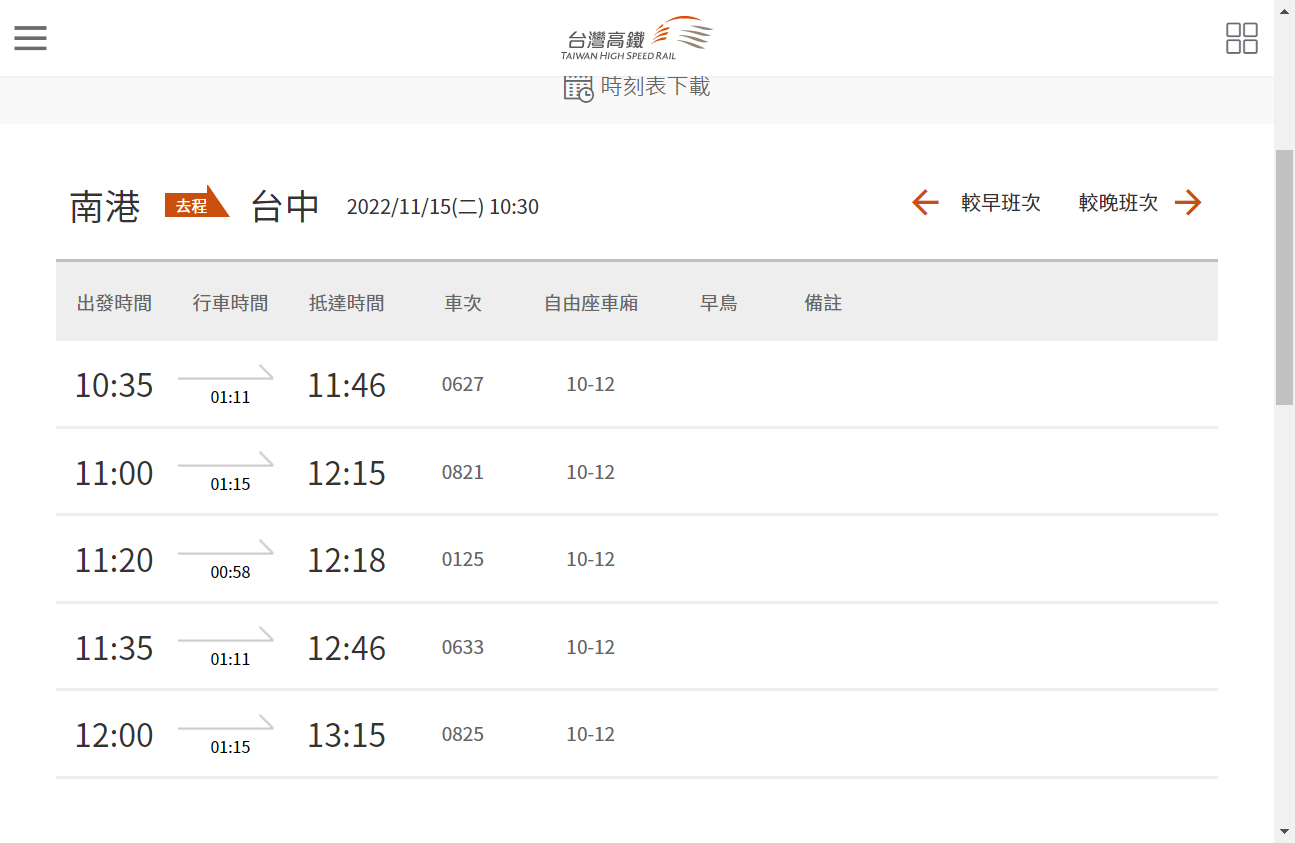 台灣高鐵
TAIWAN HIGH SPEED RAIL
時刻表下載
南港 去程 台中 2022/11/15(二) 10:30 較早班次 較晚班次
出發時間 行車時間 抵達時間 車次 自由座車廂 早鳥 備註
10:35 01:11 11:46 0627 10-12
11:00 01:15 12:15 0821 10-12
11:20 00:58 12:18 0125 10-12
11:35 01:11 12:46 0633 10-12
12:00 01:15 13:15 0825 10-12